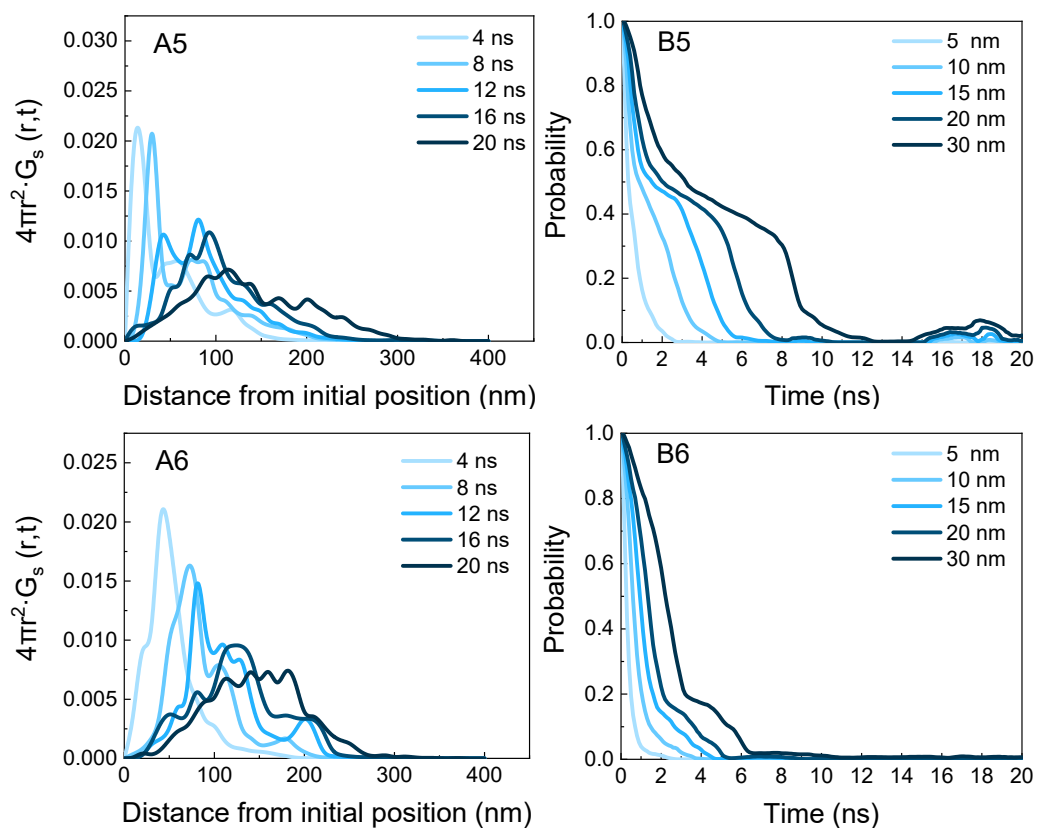 A5
4 ns
8 ns
12 ns
16 ns
20 ns
0.030
0.025
0.020
0.015
0.010
0.005
0.000
4πr²·Gₛ (r,t)
0 100 200 300 400
Distance from initial position (nm)
B5
5 nm
10 nm
15 nm
20 nm
30 nm
1.0
0.8
0.6
0.4
0.2
0.0
Probability
0 2 4 6 8 10 12 14 16 18 20
Time (ns)
A6
4 ns
8 ns
12 ns
16 ns
20 ns
0.025
0.020
0.015
0.010
0.005
0.000
4πr²·Gₛ (r,t)
0 100 200 300 400
Distance from initial position (nm)
B6
5 nm
10 nm
15 nm
20 nm
30 nm
1.0
0.8
0.6
0.4
0.2
0.0
Probability
0 2 4 6 8 10 12 14 16 18 20
Time (ns)